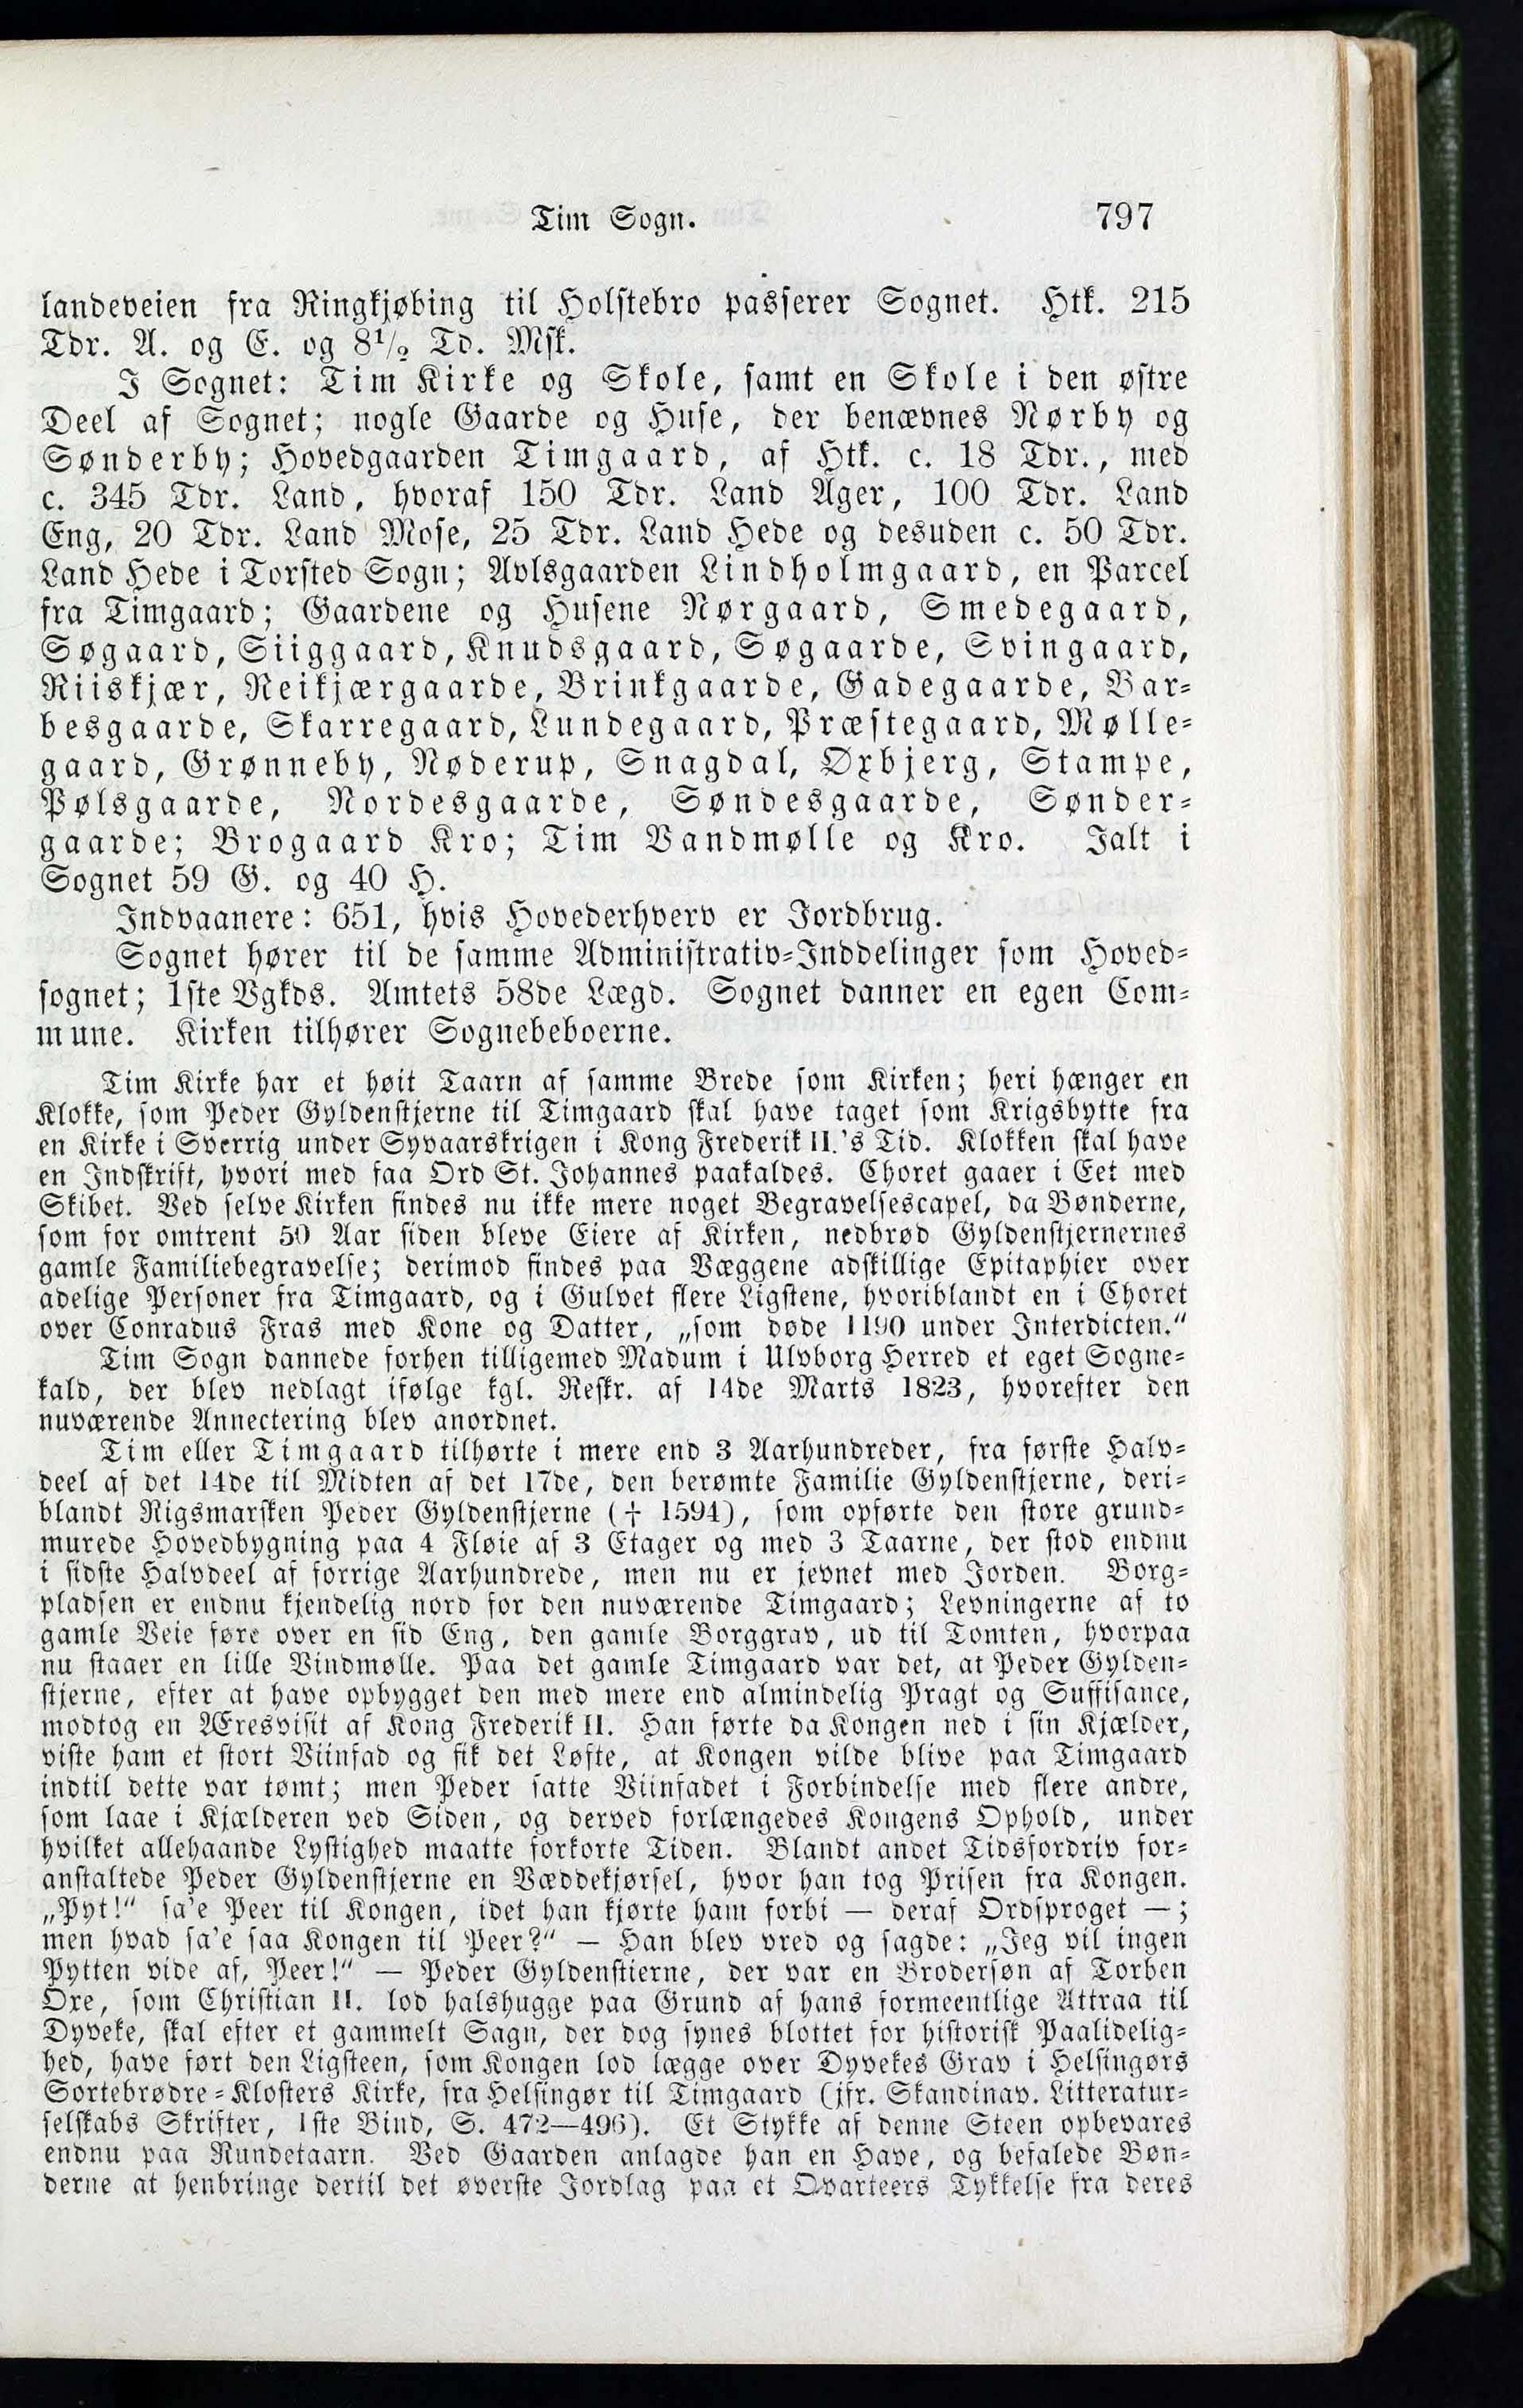 Tim Sogn. 797
landeveien fra Ringkjøbing til Holstebro passerer Sognet. Htk. 215
Tdr. A. og E. og 8½ Td. Msk.
I Sognet: Tim Kirke og Skole, samt en Skole i den østre
Deel af Sognet; nogle Gaarde og Huse, der benævnes Nørby og
Sønderby; Hovedgaarden Timgaard, af Htk. c. 18 Tdr., med
c. 345 Tdr. Land, hvoraf 150 Tdr. Land Ager, 100 Tdr. Land
Eng, 20 Tdr. Land Mose, 25 Tdr. Land Hede og desuden c. 50 Tdr.
Land Hede i Torsted Sogn; Avlsgaarden Lindholmgaard, en Parcel
fra Timgaard; Gaardene og Husene Nørgaard, Smedegaard,
Søgaard, Siiggaard, Knudsgaard, Søgaarde, Svingaard,
Riiskjær, Reikjærgaarde, Brinkgaarde, Gadegaarde, Bar-
besgaarde, Skarregaard, Lundegaard, Præstegaard, Mølle-
gaard, Grønneby, Nøderup, Snagdal, Øxbjerg, Stampe,
Pølsgaarde, Nordesgaarde, Søndesgaarde, Sønder-
gaarde; Brogaard Kro; Tim Vandmølle og Kro. Ialt i
Sognet 59 G. og 40 H.
Indvaanere: 651, hvis Hovederhverv er Jordbrug.
Sognet hører til de samme Administrativ-Inddelinger som Hoved-
sognet; 1ste Vgkds. Amtets 58de Lægd. Sognet danner en egen Com-
mune. Kirken tilhører Sognebeboerne.
Tim Kirke har et høit Taarn af samme Brede som Kirken; heri hænger en
Klokke, som Peder Gyldenstjerne til Timgaard skal have taget som Krigsbytte fra
en Kirke i Sverrig under Syvaarskrigen i Kong Frederik II.'s Tid. Klokken skal have
en Indskrift, hvori med faa Ord St. Johannes paakaldes. Choret gaaer i Eet med
Skibet. Ved selve Kirken findes nu ikke mere noget Begravelsescapel, da Bønderne,
som for omtrent 50 Aar siden bleve Eiere af Kirken, nedbrød Gyldenstjernernes
gamle Familiebegravelse; derimod findes paa Væggene adskillige Epitaphier over
adelige Personer fra Timgaard, og i Gulvet flere Ligstene, hvoriblandt en i Choret
over Conradus Fras med Kone og Datter, „som døde 1190 under Interdicten.“
Tim Sogn dannede forhen tilligemed Madum i Ulvborg Herred et eget Sogne-
kald, der blev nedlagt ifølge kgl. Reskr. af 14de Marts 1823, hvorefter den
nuværende Annectering blev anordnet.
Tim eller Timgaard tilhørte i mere end 3 Aarhundreder, fra første Halv-
deel af det 14de til Midten af det 17de, den berømte Familie Gyldenstjerne, deri-
blandt Rigsmarsken Peder Gyldenstjerne († 1594), som opførte den store grund-
murede Hovedbygning paa 4 Fløie af 3 Etager og med 3 Taarne, der stod endnu
i sidste Halvdeel af forrige Aarhundrede, men nu er jevnet med Jorden. Borg-
pladsen er endnu kjendelig nord for den nuværende Timgaard; Levningerne af to
gamle Veie føre over en sid Eng, den gamle Borggrav, ud til Tomten, hvorpaa
nu staaer en lille Vindmølle. Paa det gamle Timgaard var det, at Peder Gylden-
stjerne, efter at have opbygget den med mere end almindelig Pragt og Suffisance,
modtog en Æresvisit af Kong Frederik II. Han førte da Kongen ned i sin Kjælder,
viste ham et stort Viinfad og fik det Løfte, at Kongen vilde blive paa Timgaard
indtil dette var tømt; men Peder satte Viinfadet i Forbindelse med flere andre,
som laae i Kjælderen ved Siden, og derved forlængedes Kongens Ophold, under
hvilket allehaande Lystighed maatte forkorte Tiden. Blandt andet Tidsfordriv for-
anstaltede Peder Gyldenstjerne en Væddekjørsel, hvor han tog Prisen fra Kongen.
„Pyt!“ sa'e Peer til Kongen, idet han kjørte ham forbi — deraf Ordsproget —;
men hvad sa'e saa Kongen til Peer?“ — Han blev vred og sagde: „Jeg vil ingen
Pytten vide af, Peer!“ — Peder Gyldenstierne, der var en Brodersøn af Torben
Oxe, som Christian II. lod halshugge paa Grund af hans formeentlige Attraa til
Dyveke, skal efter et gammelt Sagn, der dog synes blottet for historisk Paalidelig-
hed, have ført den Ligsteen, som Kongen lod lægge over Dyvekes Grav i Helsingørs
Sortebrødre-Klosters Kirke, fra Helsingør til Timgaard (jfr. Skandinav. Litteratur-
selskabs Skrifter, 1ste Bind, S. 472—496). Et Stykke af denne Steen opbevares
endnu paa Rundetaarn. Ved Gaarden anlagde han en Have, og befalede Bøn-
derne at henbringe dertil det øverste Jordlag paa et Qvarteers Tykkelse fra deres